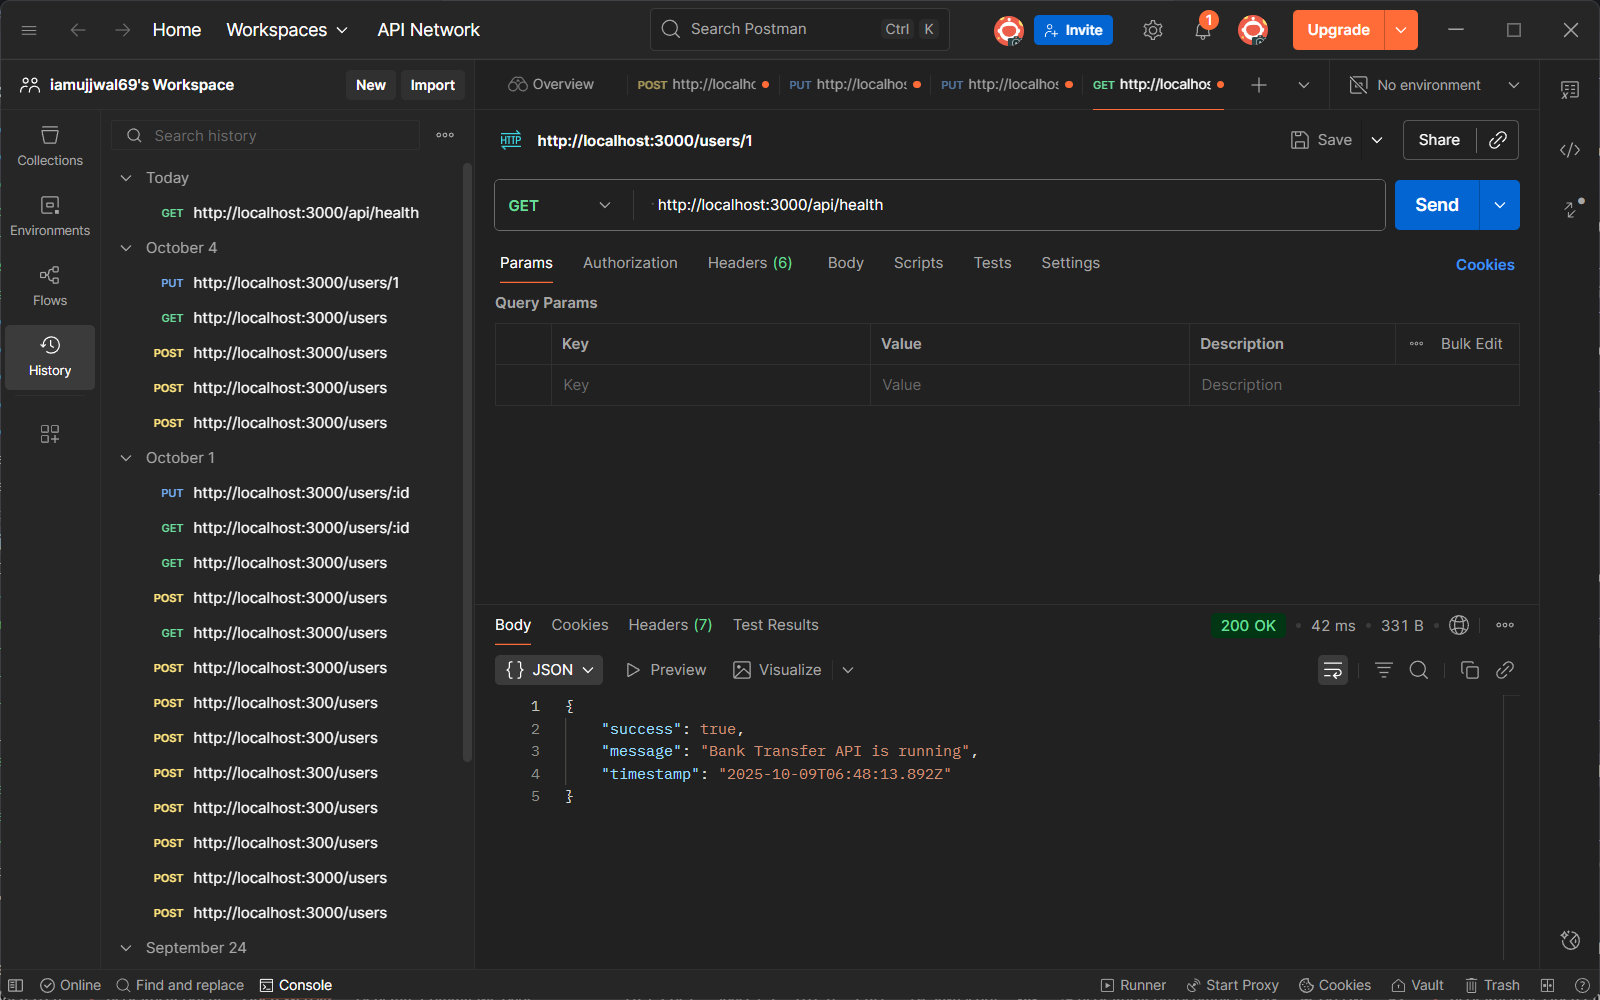 Home Workspaces API Network Search Postman Ctrl K Invite 1 Upgrade
iamujjwal69's Workspace New Import
Overview POST http://localhc PUT http://localhos PUT http://localhos GET http://localhos No environment
Collections
Environments
Flows
History
Search history
Today
GET http://localhost:3000/api/health
October 4
PUT http://localhost:3000/users/1
GET http://localhost:3000/users
POST http://localhost:3000/users
POST http://localhost:3000/users
POST http://localhost:3000/users
October 1
PUT http://localhost:3000/users/:id
GET http://localhost:3000/users/:id
GET http://localhost:3000/users
POST http://localhost:3000/users
GET http://localhost:3000/users
POST http://localhost:3000/users
POST http://localhost:300/users
POST http://localhost:300/users
POST http://localhost:300/users
POST http://localhost:300/users
POST http://localhost:300/users
POST http://localhost:3000/users
POST http://localhost:3000/users
September 24
HTTP http://localhost:3000/users/1 Save Share
GET http://localhost:3000/api/health Send
Params Authorization Headers (6) Body Scripts Tests Settings Cookies
Query Params
Key Value Description Bulk Edit
Key Value Description
Body Cookies Headers (7) Test Results 200 OK 42 ms 331 B
{} JSON Preview Visualize
1 {
2 "success": true,
3 "message": "Bank Transfer API is running",
4 "timestamp": "2025-10-09T06:48:13.892Z"
5 }
Online Find and replace Console Runner Start Proxy Cookies Vault Trash